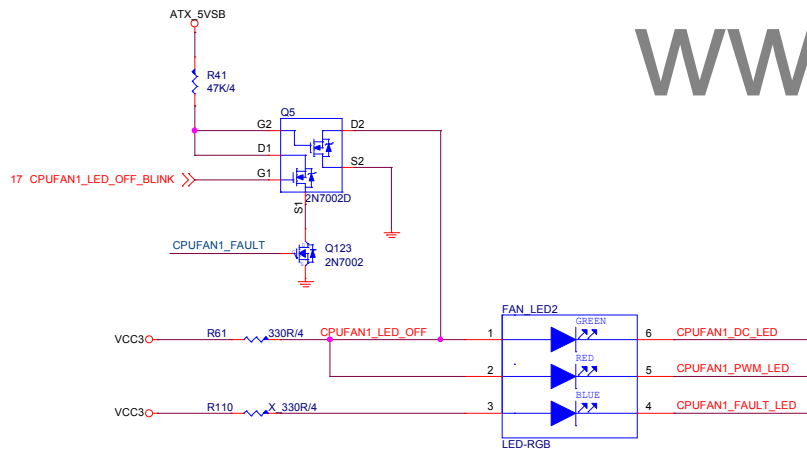 ATX_5VSB
WW
R41
47K/4
Q5
G2
D2
D1
S2
17 CPUFAN1_LED_OFF_BLINK
G1
2N7002D
S1
CPUFAN1_FAULT
Q123
2N7002
FAN_LED2
GREEN
VCC3
R61
330R/4
CPUFAN1_LED_OFF
1
6
CPUFAN1_DC_LED
RED
2
5
CPUFAN1_PWM_LED
BLUE
VCC3
R110
X_330R/4
3
4
CPUFAN1_FAULT_LED
LED-RGB